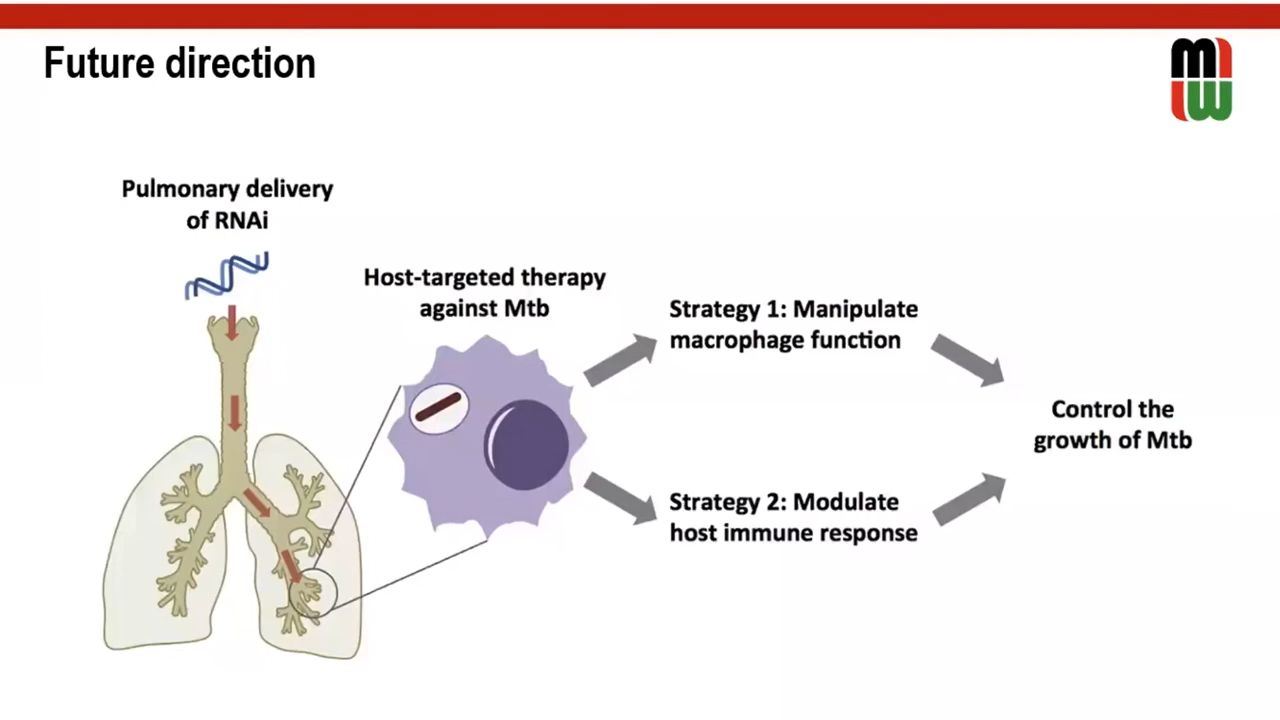 Future direction
Pulmonary delivery
of RNAi
Host-targeted therapy
against Mtb
Strategy 1: Manipulate
macrophage function
Strategy 2: Modulate
host immune response
Control the
growth of Mtb